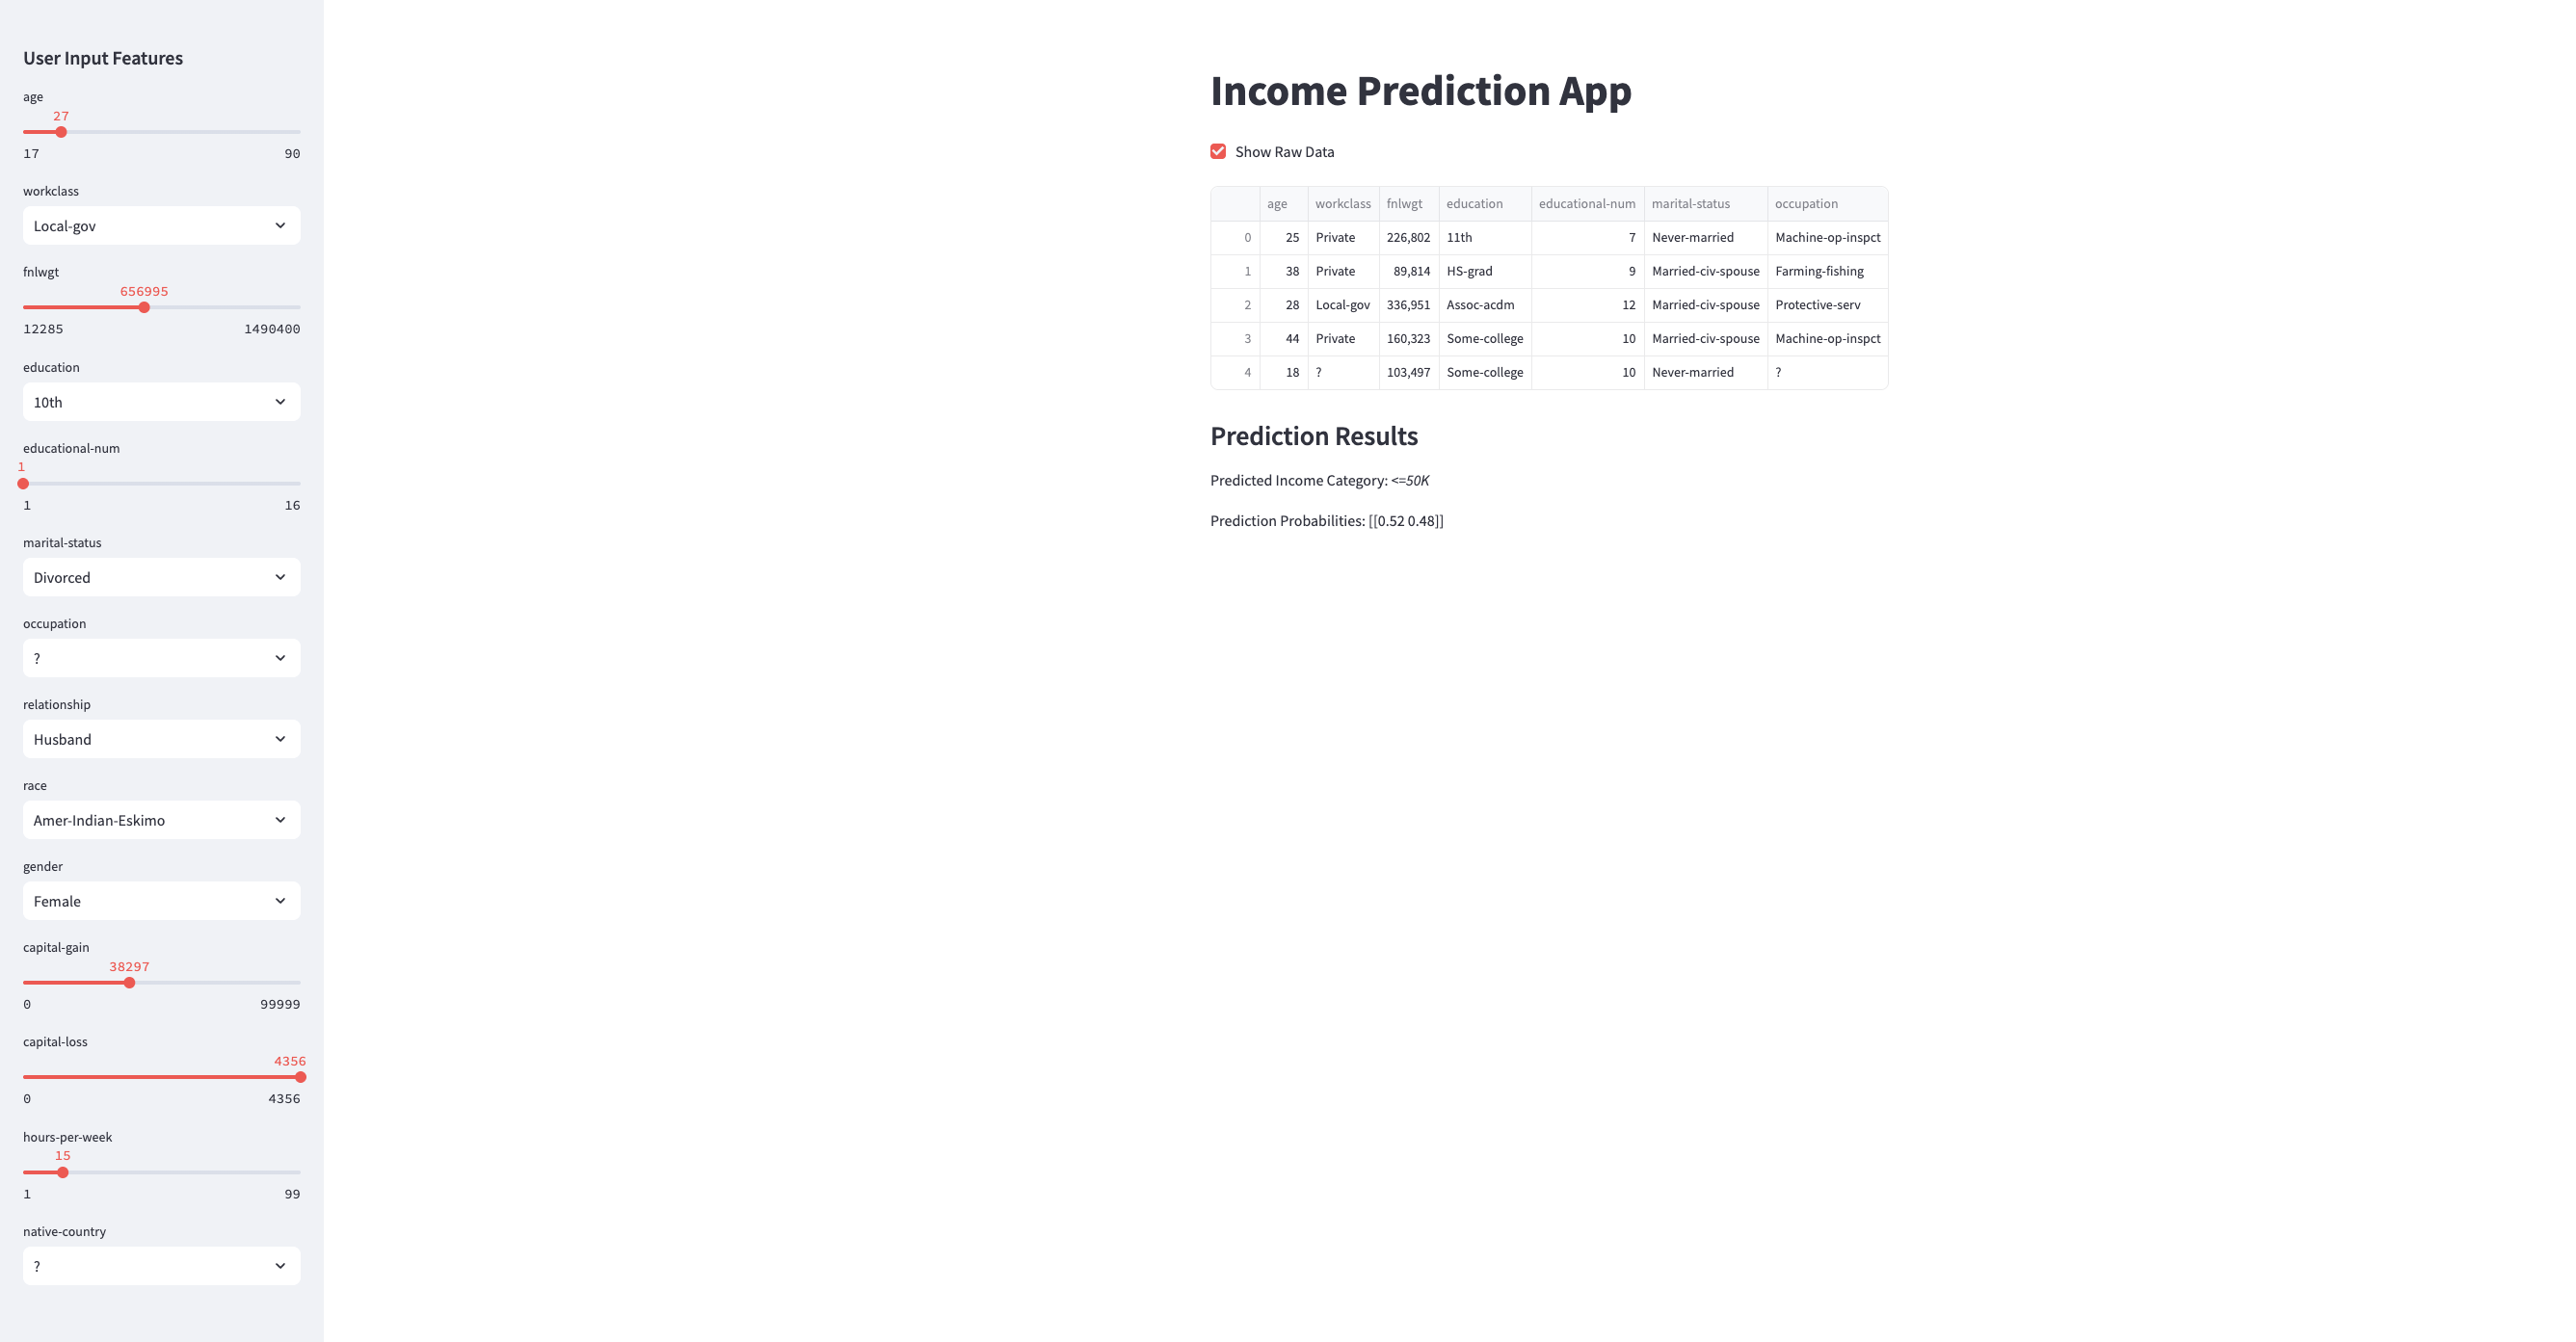 User Input Features
age
27
17 90
workclass
Local-gov
fnlwgt
656995
12285 1490400
education
10th
educational-num
1
1 16
marital-status
Divorced
occupation
?
relationship
Husband
race
Amer-Indian-Eskimo
gender
Female
capital-gain
38297
0 99999
capital-loss
4356
0 4356
hours-per-week
15
1 99
native-country
?
Income Prediction App
Show Raw Data
age workclass fnlwgt education educational-num marital-status occupation
0 25 Private 226,802 11th 7 Never-married Machine-op-inspct
1 38 Private 89,814 HS-grad 9 Married-civ-spouse Farming-fishing
2 28 Local-gov 336,951 Assoc-acdm 12 Married-civ-spouse Protective-serv
3 44 Private 160,323 Some-college 10 Married-civ-spouse Machine-op-inspct
4 18 ? 103,497 Some-college 10 Never-married ?
Prediction Results
Predicted Income Category: <=50K
Prediction Probabilities: [[0.52 0.48]]